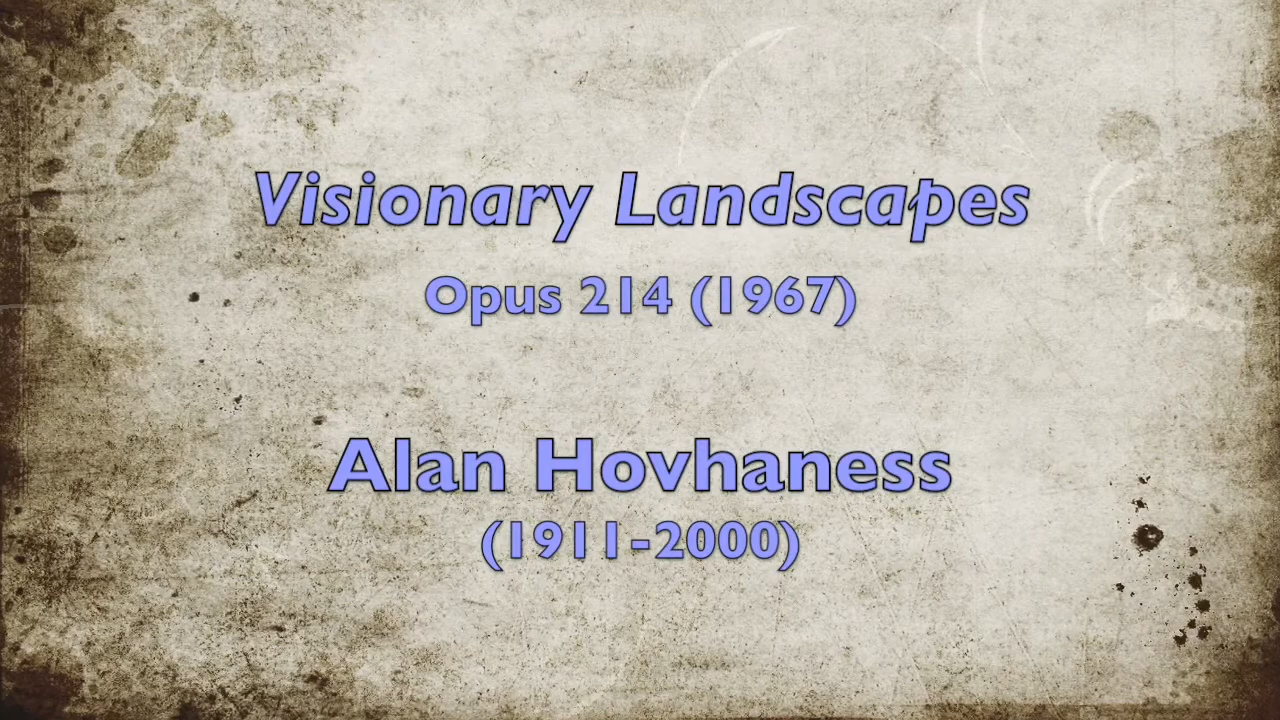 Visionary Landscapes
Opus 214 (1967)
Alan Hovhaness
(1911-2000)